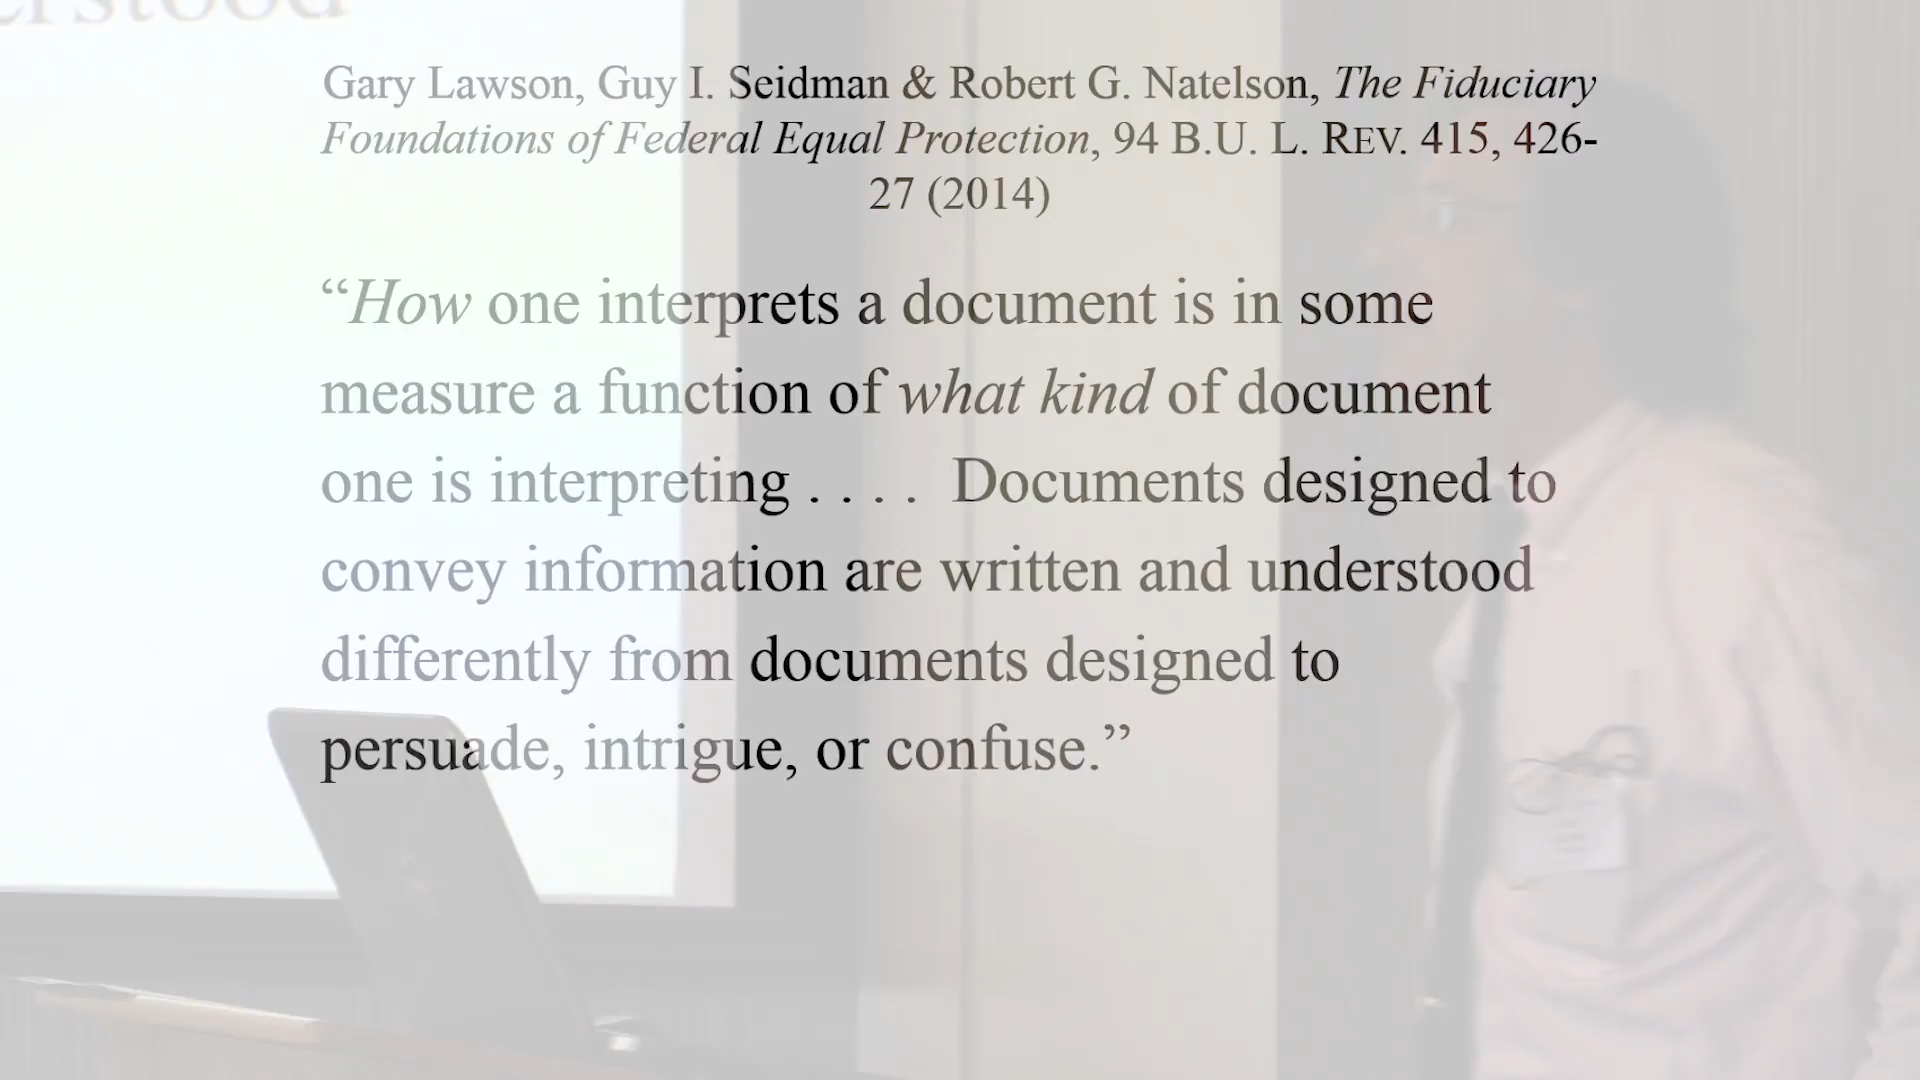 erstood
Gary Lawson, Guy I. Seidman & Robert G. Natelson, The Fiduciary
Foundations of Federal Equal Protection, 94 B.U. L. REV. 415, 426-
27 (2014)
“How one interprets a document is in some
measure a function of what kind of document
one is interpreting . . . .  Documents designed to
convey information are written and understood
differently from documents designed to
persuade, intrigue, or confuse.”